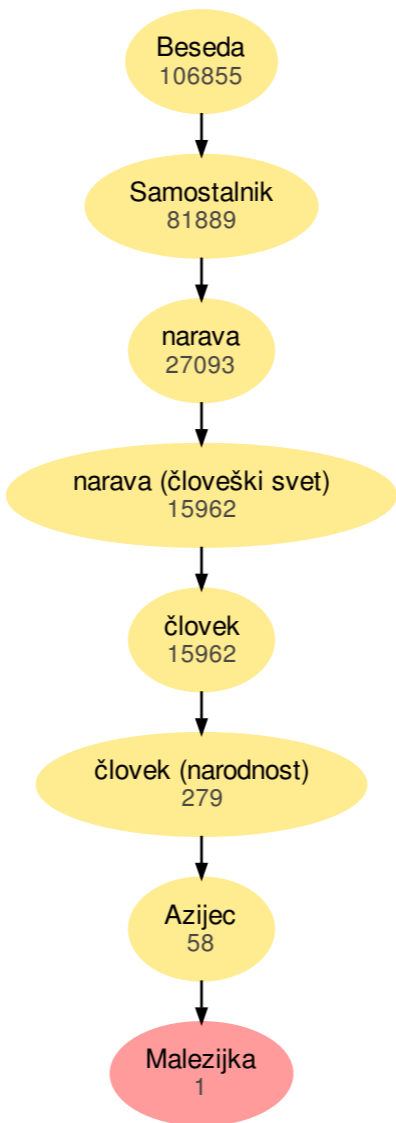 Beseda
106855
Samostalnik
81889
narava
27093
narava (človeški svet)
15962
človek
15962
človek (narodnost)
279
Azijec
58
Malezijka
1